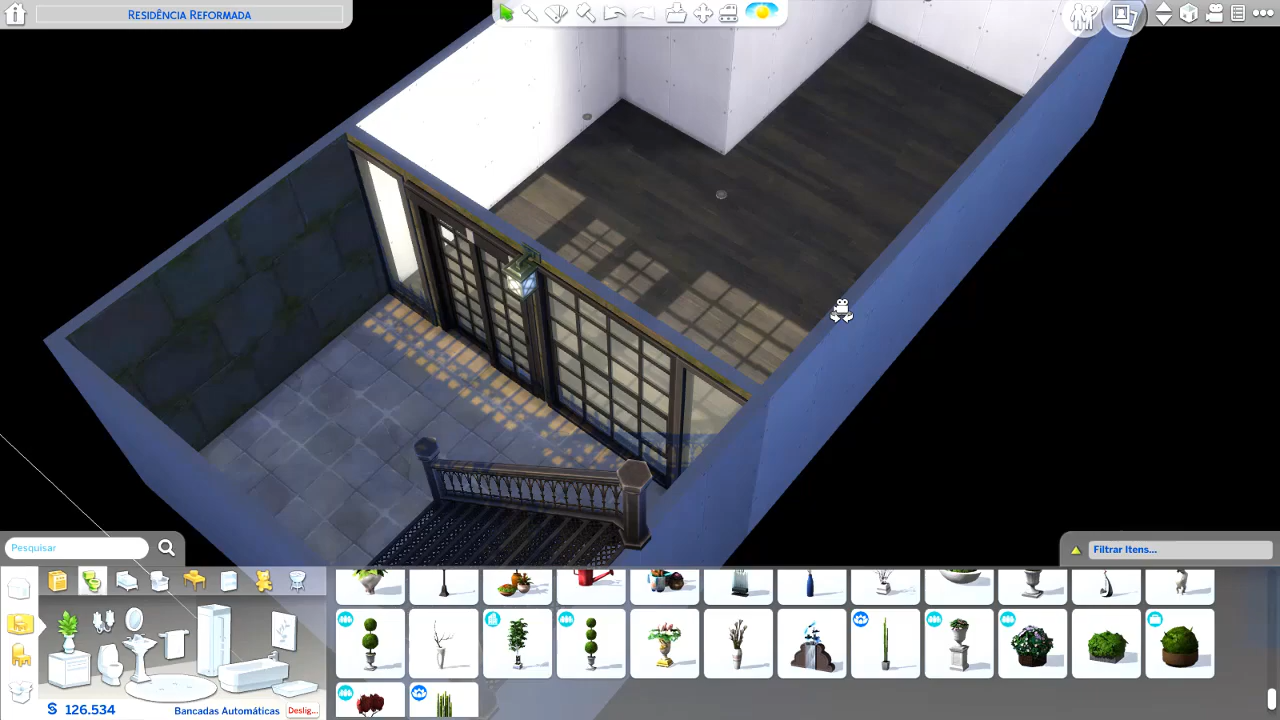 RESIDÊNCIA REFORMADA
Pesquisar
Filtrar Itens...
S 126.534
Bancadas Automáticas
Deslig...